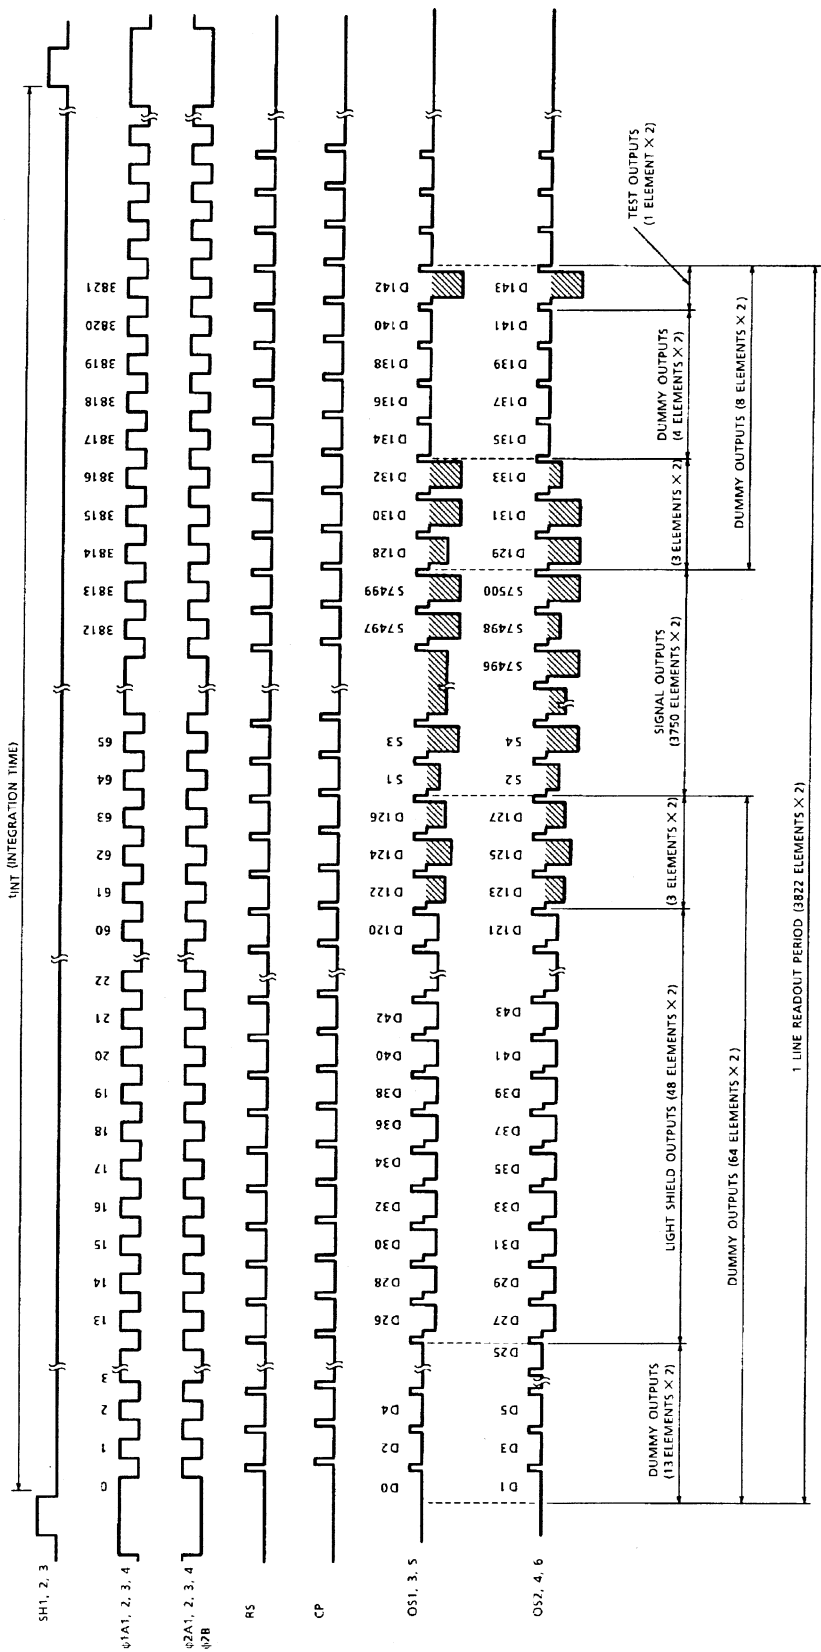 tINT (INTEGRATION TIME)
SH1, 2, 3
φ1A1, 2, 3, 4
0 1 2 3 13 14 15 16 17 18 19 20 21 22 60 61 62 63 64 65 3812 3813 3814 3815 3816 3817 3818 3819 3820 3821
φ2A1, 2, 3, 4
φ2B
RS
CP
OS1, 3, 5
D0 D2 D4 D26 D28 D30 D32 D34 D36 D38 D40 D42 D120 D122 D124 D126 S1 S3 S7497 S7499 D128 D130 D132 D134 D136 D138 D140 D142
OS2, 4, 6
D1 D3 D5 D25 D27 D29 D31 D33 D35 D37 D39 D41 D43 D121 D123 D125 D127 S2 S4 S7496 S7498 S7500 D129 D131 D133 D135 D137 D139 D141 D143
DUMMY OUTPUTS
(13 ELEMENTS × 2)
LIGHT SHIELD OUTPUTS (48 ELEMENTS × 2)
(3 ELEMENTS × 2)
SIGNAL OUTPUTS
(3750 ELEMENTS × 2)
(3 ELEMENTS × 2)
DUMMY OUTPUTS
(4 ELEMENTS × 2)
TEST OUTPUTS
(1 ELEMENT × 2)
DUMMY OUTPUTS (64 ELEMENTS × 2)
DUMMY OUTPUTS (8 ELEMENTS × 2)
1 LINE READOUT PERIOD (3822 ELEMENTS × 2)